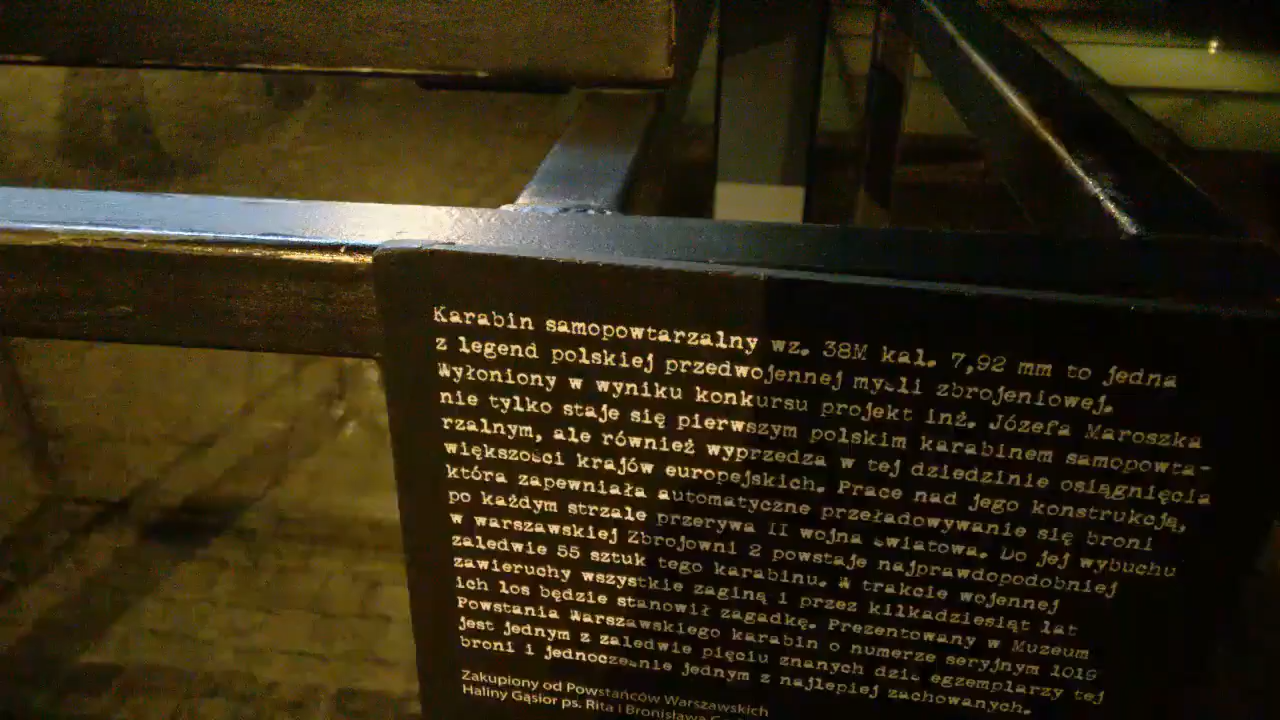 Karabin samopowtarzalny wz. 38M kal. 7,92 mm to jedna
z legend polskiej przedwojennej myśli zbrojeniowej.
Wyłoniony w wyniku konkursu projekt inż. Józefa Maroszka
nie tylko staje się pierwszym polskim karabinem samopowta-
rzalnym, ale również wyprzedza w tej dziedzinie osiągnięcia
większości krajów europejskich. Prace nad jego konstrukcją,
która zapewniała automatyczne przeładowywanie się broni
po każdym strzale przerywa II wojna światowa. Do jej wybuchu
w warszawskiej Zbrojowni 2 powstaje najprawdopodobniej
zaledwie 55 sztuk tego karabinu. W trakcie wojennej
zawieruchy wszystkie zaginą i przez kilkadziesiąt lat
ich los będzie stanowił zagadkę. Prezentowany w Muzeum
Powstania Warszawskiego karabin o numerze seryjnym 1019
jest jednym z zaledwie pięciu znanych dziś egzemplarzy tej
broni i jednocześnie jednym z najlepiej zachowanych.
Zakupiony od Powstańców Warszawskich
Haliny Gąsior ps. Rita i Bronisława